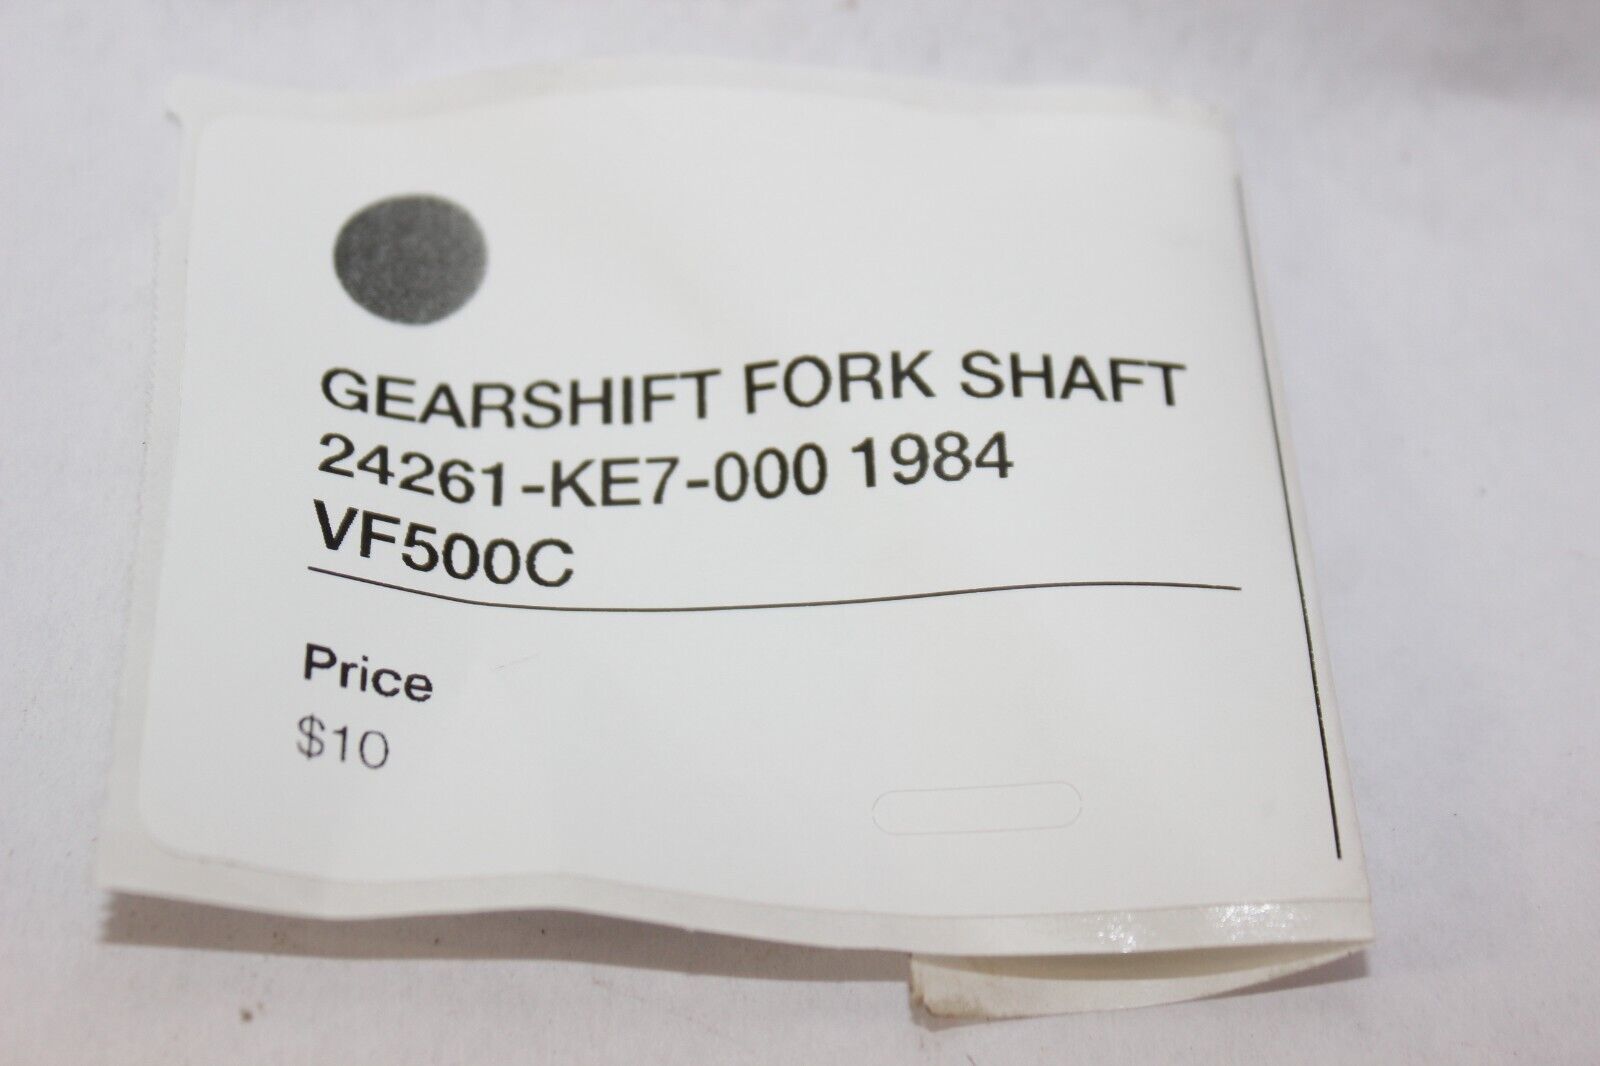 GEARSHIFT FORK SHAFT
24261-KE7-000 1984
VF500C
Price
$10